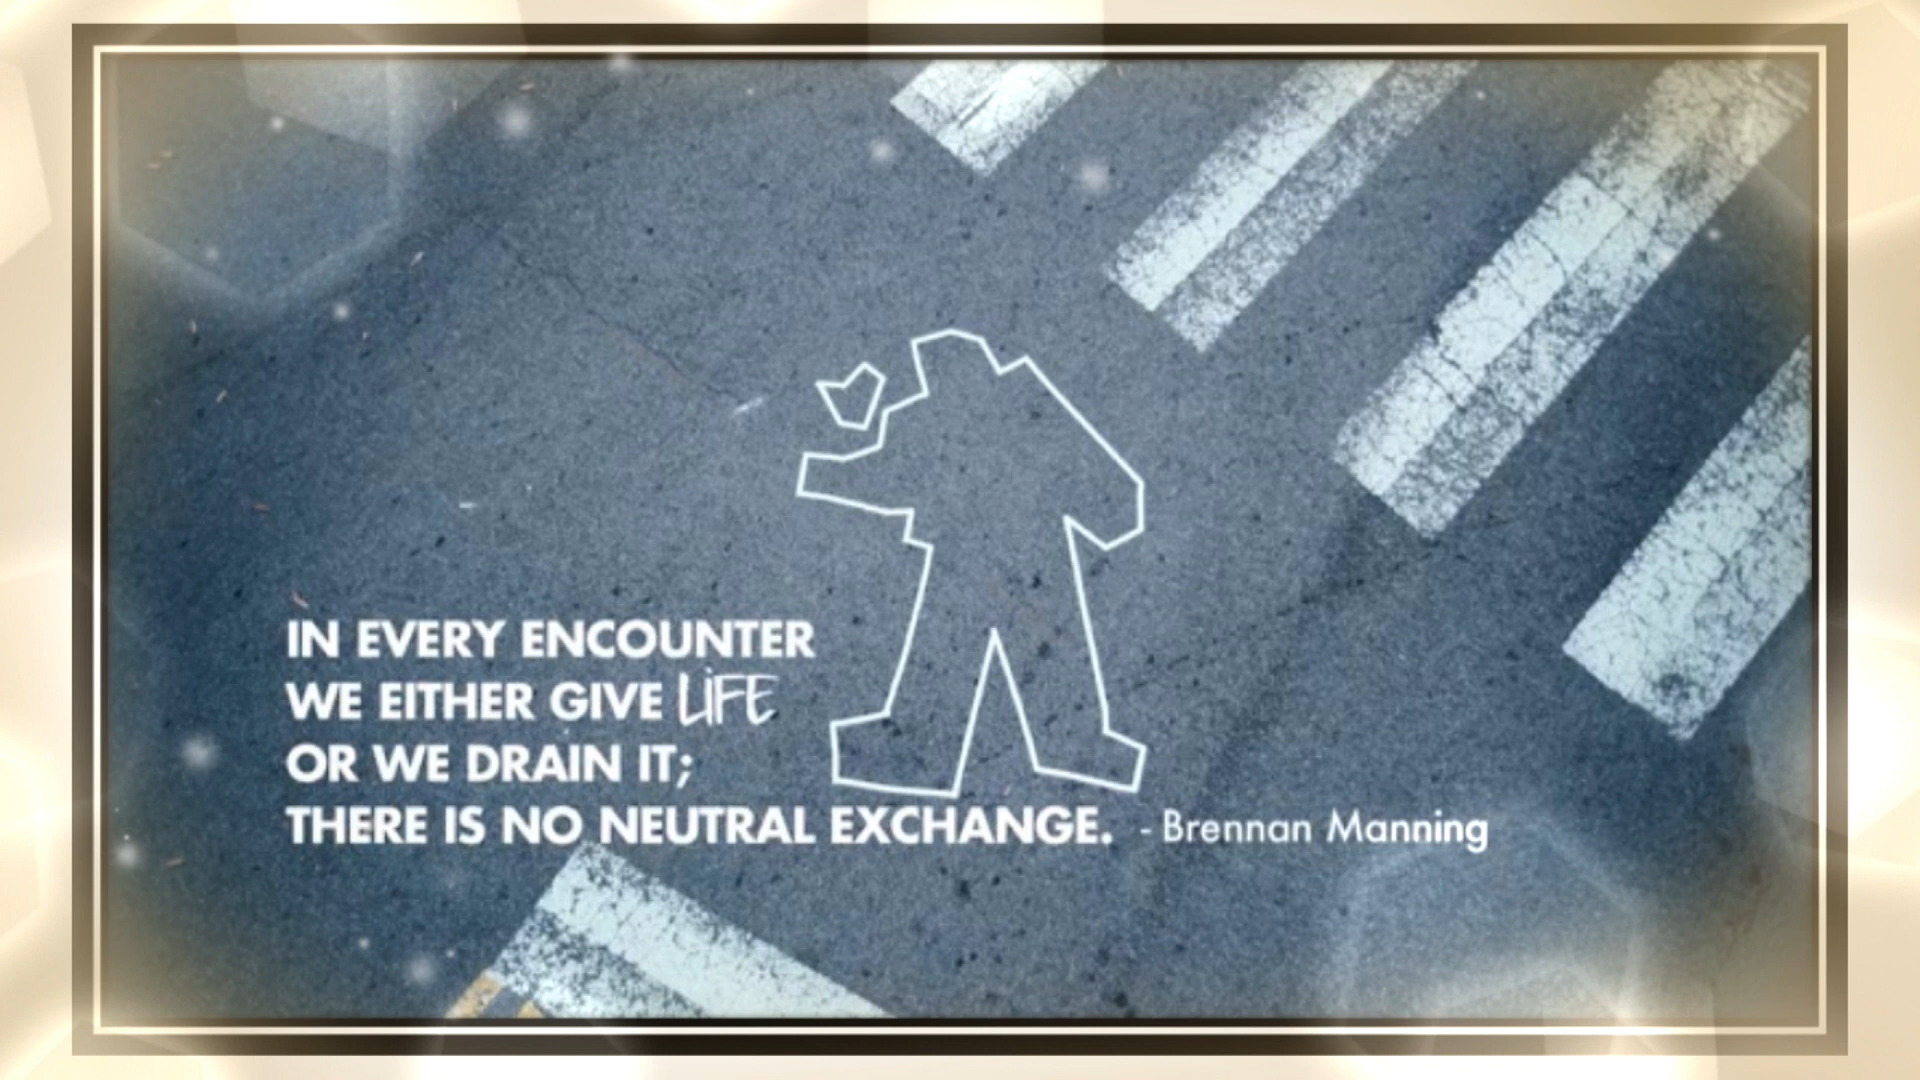 IN EVERY ENCOUNTER
WE EITHER GIVE LiFE
OR WE DRAIN IT;
THERE IS NO NEUTRAL EXCHANGE. - Brennan Manning